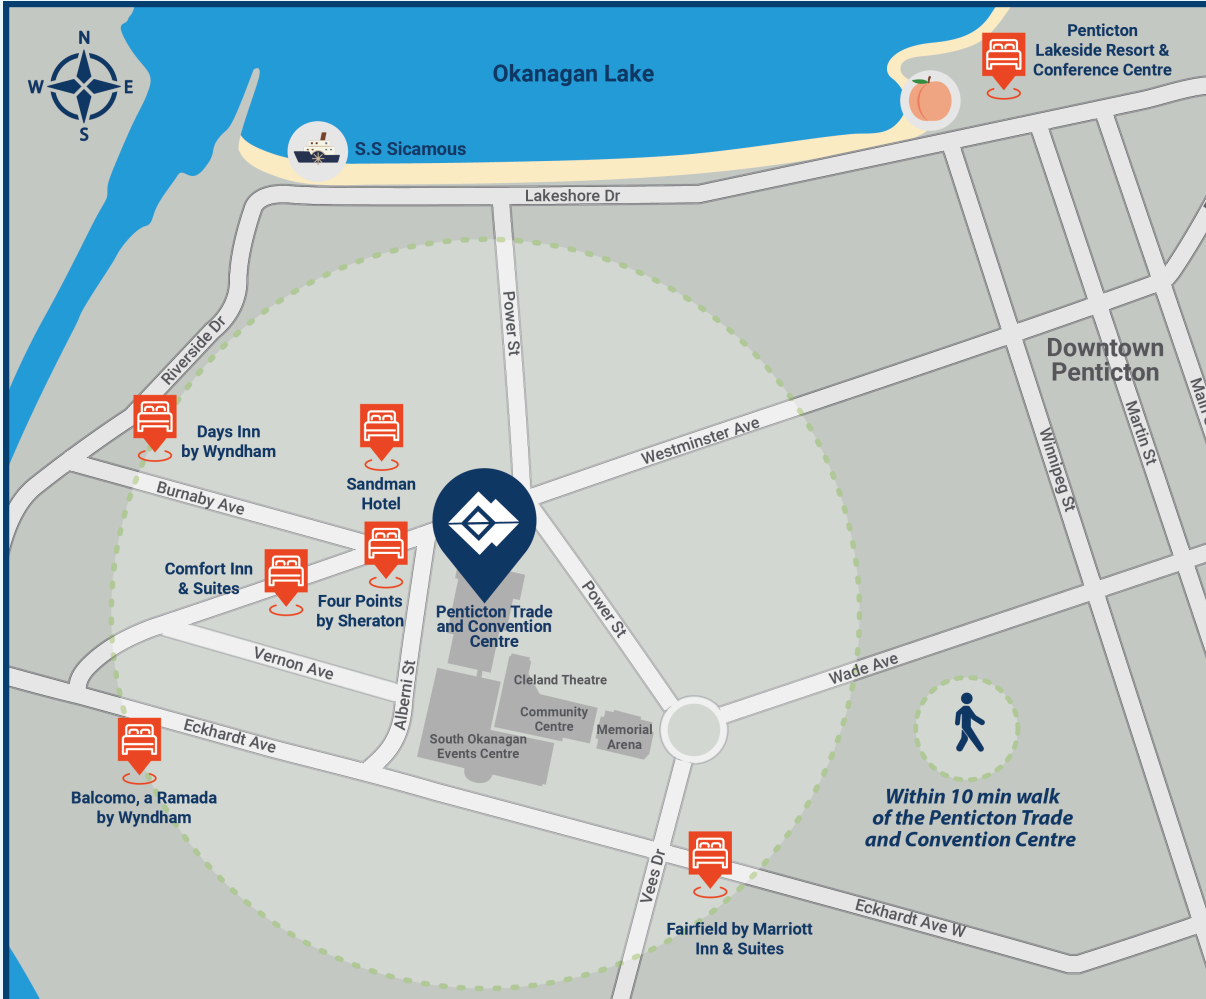 N
W
E
S
Okanagan Lake
S.S Sicamous
Penticton
Lakeside Resort &
Conference Centre
Lakeshore Dr
Power St
Riverside Dr
Downtown
Penticton
Main
Martin St
Winnipeg St
Westminster Ave
Days Inn
by Wyndham
Sandman
Hotel
Burnaby Ave
Comfort Inn
& Suites
Four Points
by Sheraton
Penticton Trade
and Convention
Centre
Power St
Vernon Ave
Alberni St
Wade Ave
Cleland Theatre
Community
Centre
Memorial
Arena
South Okanagan
Events Centre
Eckhardt Ave
Balcomo, a Ramada
by Wyndham
Within 10 min walk
of the Penticton Trade
and Convention Centre
Vees Dr
Eckhardt Ave W
Fairfield by Marriott
Inn & Suites